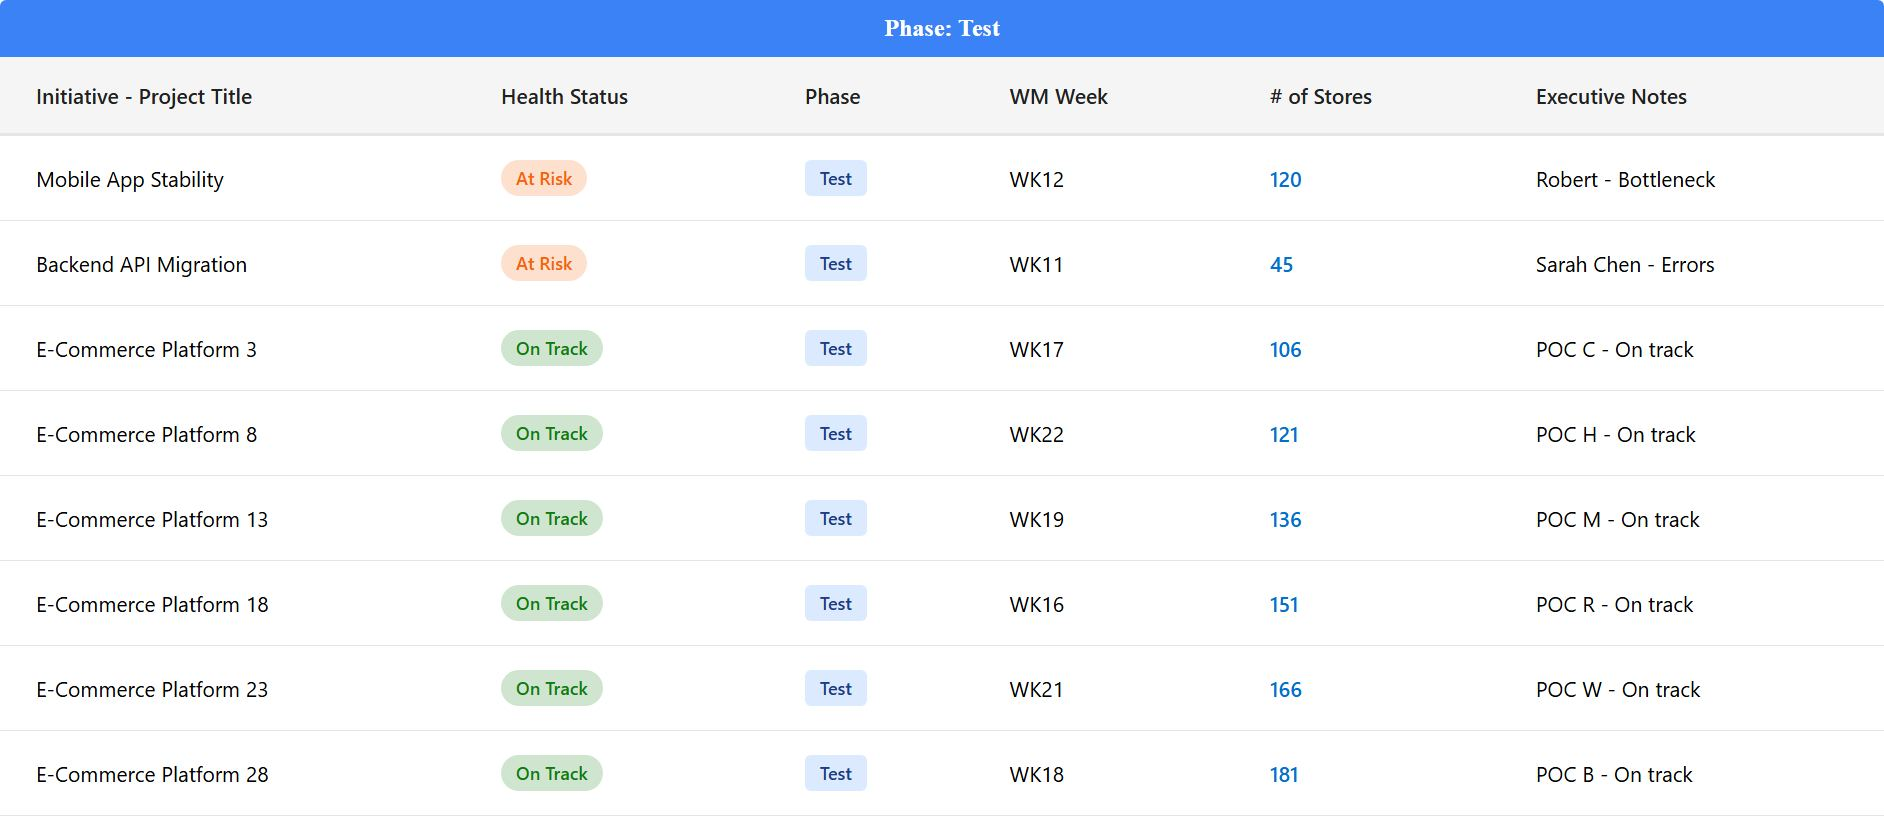 Phase: Test
Initiative - Project Title Health Status Phase WM Week # of Stores Executive Notes
Mobile App Stability At Risk Test WK12 120 Robert - Bottleneck
Backend API Migration At Risk Test WK11 45 Sarah Chen - Errors
E-Commerce Platform 3 On Track Test WK17 106 POC C - On track
E-Commerce Platform 8 On Track Test WK22 121 POC H - On track
E-Commerce Platform 13 On Track Test WK19 136 POC M - On track
E-Commerce Platform 18 On Track Test WK16 151 POC R - On track
E-Commerce Platform 23 On Track Test WK21 166 POC W - On track
E-Commerce Platform 28 On Track Test WK18 181 POC B - On track